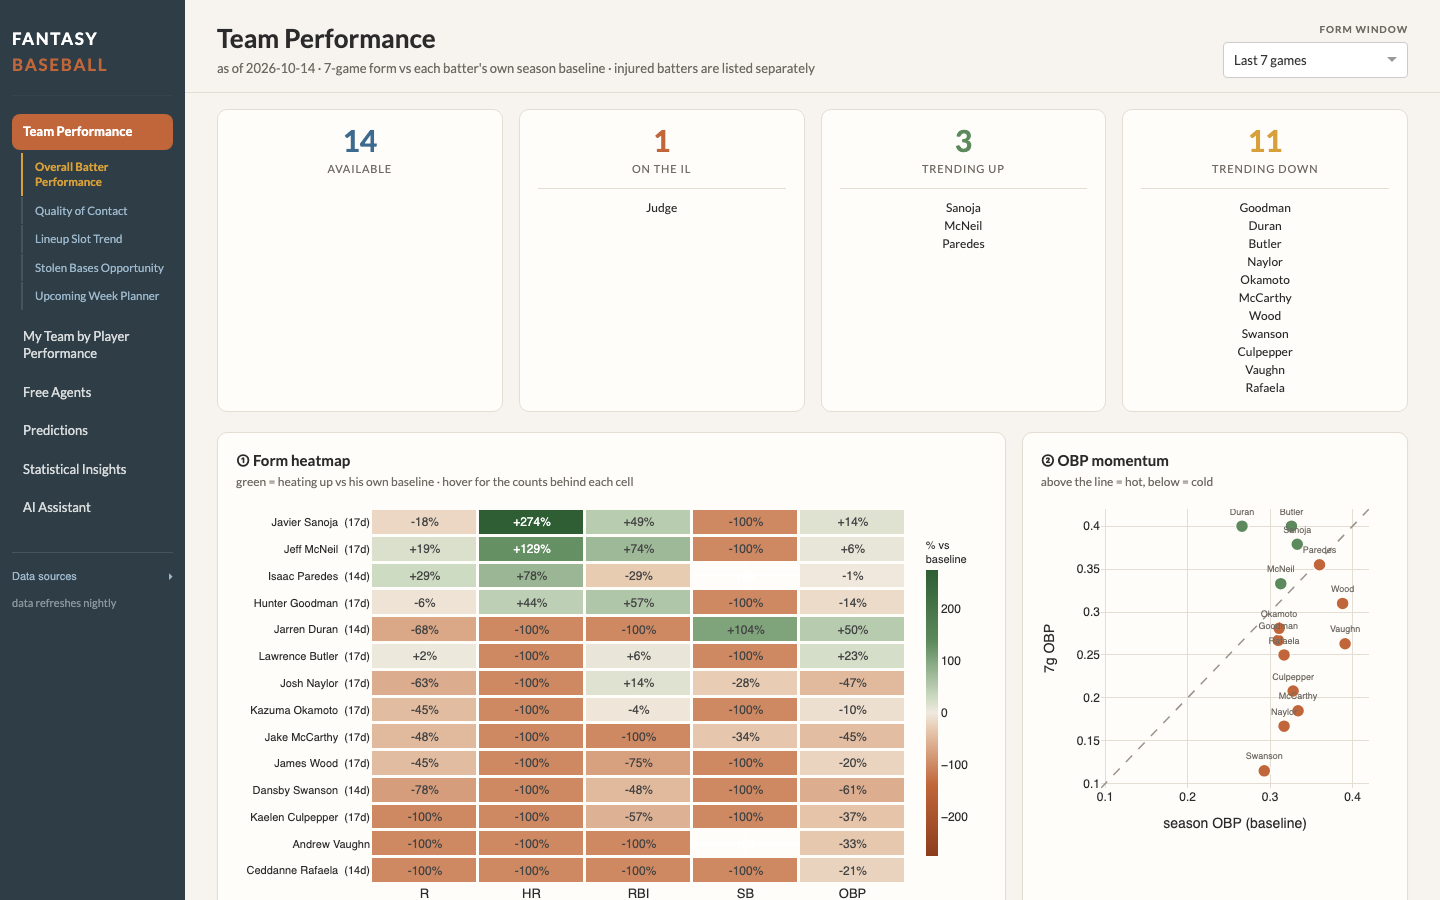 FANTASY
BASEBALL
Team Performance
Overall Batter
Performance
Quality of Contact
Lineup Slot Trend
Stolen Bases Opportunity
Upcoming Week Planner
My Team by Player
Performance
Free Agents
Predictions
Statistical Insights
AI Assistant
Data sources
data refreshes nightly
Team Performance
as of 2026-10-14 · 7-game form vs each batter's own season baseline · injured batters are listed separately
FORM WINDOW
Last 7 games
14
AVAILABLE
1
ON THE IL
Judge
3
TRENDING UP
Sanoja
McNeil
Paredes
11
TRENDING DOWN
Goodman
Duran
Butler
Naylor
Okamoto
McCarthy
Wood
Swanson
Culpepper
Vaughn
Rafaela
① Form heatmap
green = heating up vs his own baseline · hover for the counts behind each cell
Javier Sanoja (17d) -18% +274% +49% -100% +14%
Jeff McNeil (17d) +19% +129% +74% -100% +6%
Isaac Paredes (14d) +29% +78% -29% -1%
Hunter Goodman (17d) -6% +44% +57% -100% -14%
Jarren Duran (14d) -68% -100% -100% +104% +50%
Lawrence Butler (17d) +2% -100% +6% -100% +23%
Josh Naylor (17d) -63% -100% +14% -28% -47%
Kazuma Okamoto (17d) -45% -100% -4% -100% -10%
Jake McCarthy (17d) -48% -100% -100% -34% -45%
James Wood (17d) -45% -100% -75% -100% -20%
Dansby Swanson (14d) -78% -100% -48% -100% -61%
Kaelen Culpepper (17d) -100% -100% -57% -100% -37%
Andrew Vaughn -100% -100% -100% -33%
Ceddanne Rafaela (14d) -100% -100% -100% -100% -21%
R HR RBI SB OBP
% vs
baseline
200
100
0
−100
−200
② OBP momentum
above the line = hot, below = cold
7g OBP
0.4
0.35
0.3
0.25
0.2
0.15
0.1
Duran
Butler
Sanoja
Paredes
McNeil
Wood
Okamoto
Goodman
Vaughn
Rafaela
Culpepper
McCarthy
Naylor
Swanson
0.1 0.2 0.3 0.4
season OBP (baseline)